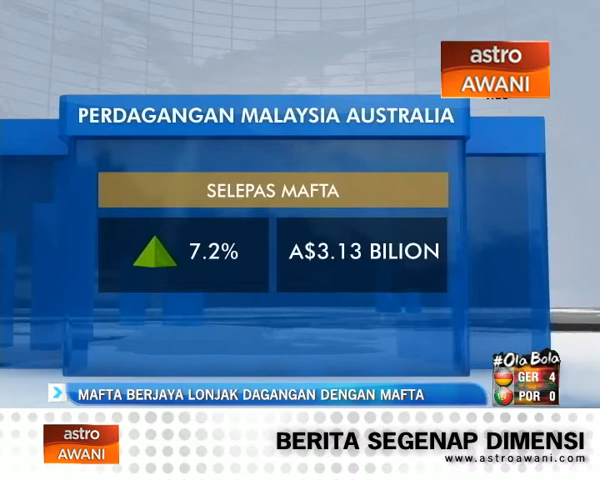 astro
AWANI
PERDAGANGAN MALAYSIA AUSTRALIA
SELEPAS MAFTA
7.2%
A$3.13 BILION
#Ola Bola
GER 4
POR 0
MAFTA BERJAYA LONJAK DAGANGAN DENGAN MAFTA
astro
AWANI
BERITA SEGENAP DIMENSI
www.astroawani.com